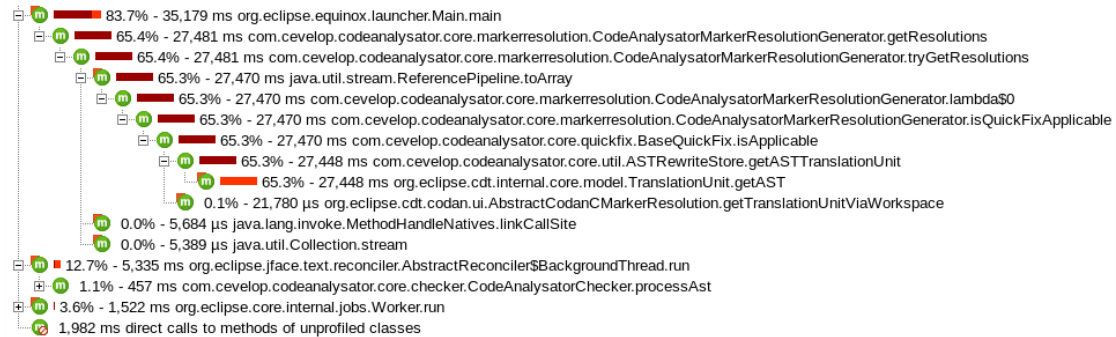 m 83.7% - 35,179 ms org.eclipse.equinox.launcher.Main.main
m 65.4% - 27,481 ms com.cevelop.codeanalysator.core.markerresolution.CodeAnalysatorMarkerResolutionGenerator.getResolutions
m 65.4% - 27,481 ms com.cevelop.codeanalysator.core.markerresolution.CodeAnalysatorMarkerResolutionGenerator.tryGetResolutions
m 65.3% - 27,470 ms java.util.stream.ReferencePipeline.toArray
m 65.3% - 27,470 ms com.cevelop.codeanalysator.core.markerresolution.CodeAnalysatorMarkerResolutionGenerator.lambda$0
m 65.3% - 27,470 ms com.cevelop.codeanalysator.core.markerresolution.CodeAnalysatorMarkerResolutionGenerator.isQuickFixApplicable
m 65.3% - 27,470 ms com.cevelop.codeanalysator.core.quickfix.BaseQuickFix.isApplicable
m 65.3% - 27,448 ms com.cevelop.codeanalysator.core.util.ASTRewriteStore.getASTTranslationUnit
m 65.3% - 27,448 ms org.eclipse.cdt.internal.core.model.TranslationUnit.getAST
m 0.1% - 21,780 µs org.eclipse.cdt.codan.ui.AbstractCodanCMarkerResolution.getTranslationUnitViaWorkspace
m 0.0% - 5,684 µs java.lang.invoke.MethodHandleNatives.linkCallSite
m 0.0% - 5,389 µs java.util.Collection.stream
m 12.7% - 5,335 ms org.eclipse.jface.text.reconciler.AbstractReconciler$BackgroundThread.run
m 1.1% - 457 ms com.cevelop.codeanalysator.core.checker.CodeAnalysatorChecker.processAst
m 3.6% - 1,522 ms org.eclipse.core.internal.jobs.Worker.run
m 1,982 ms direct calls to methods of unprofiled classes